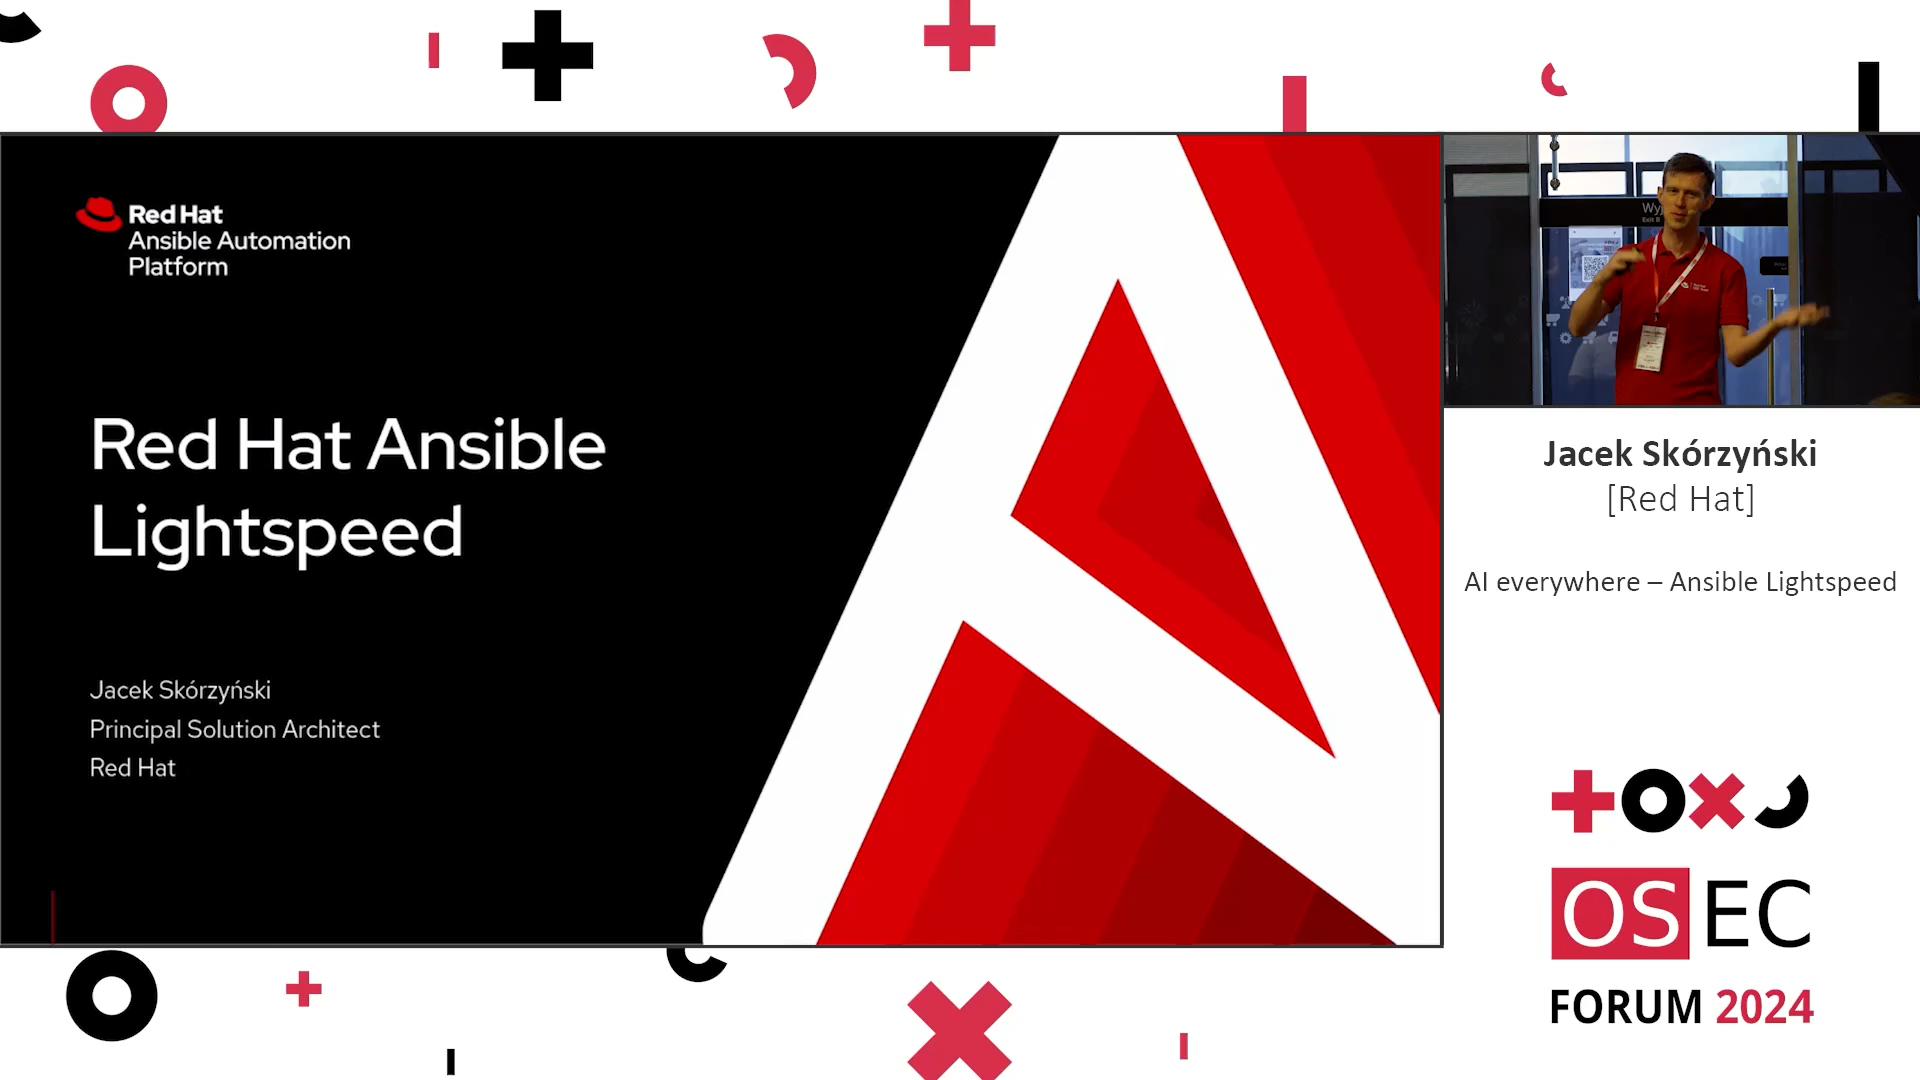 Red Hat
Ansible Automation
Platform
Red Hat Ansible
Lightspeed
Jacek Skórzyński
Principal Solution Architect
Red Hat
Jacek Skórzyński
[Red Hat]
AI everywhere – Ansible Lightspeed
OSEC
FORUM 2024